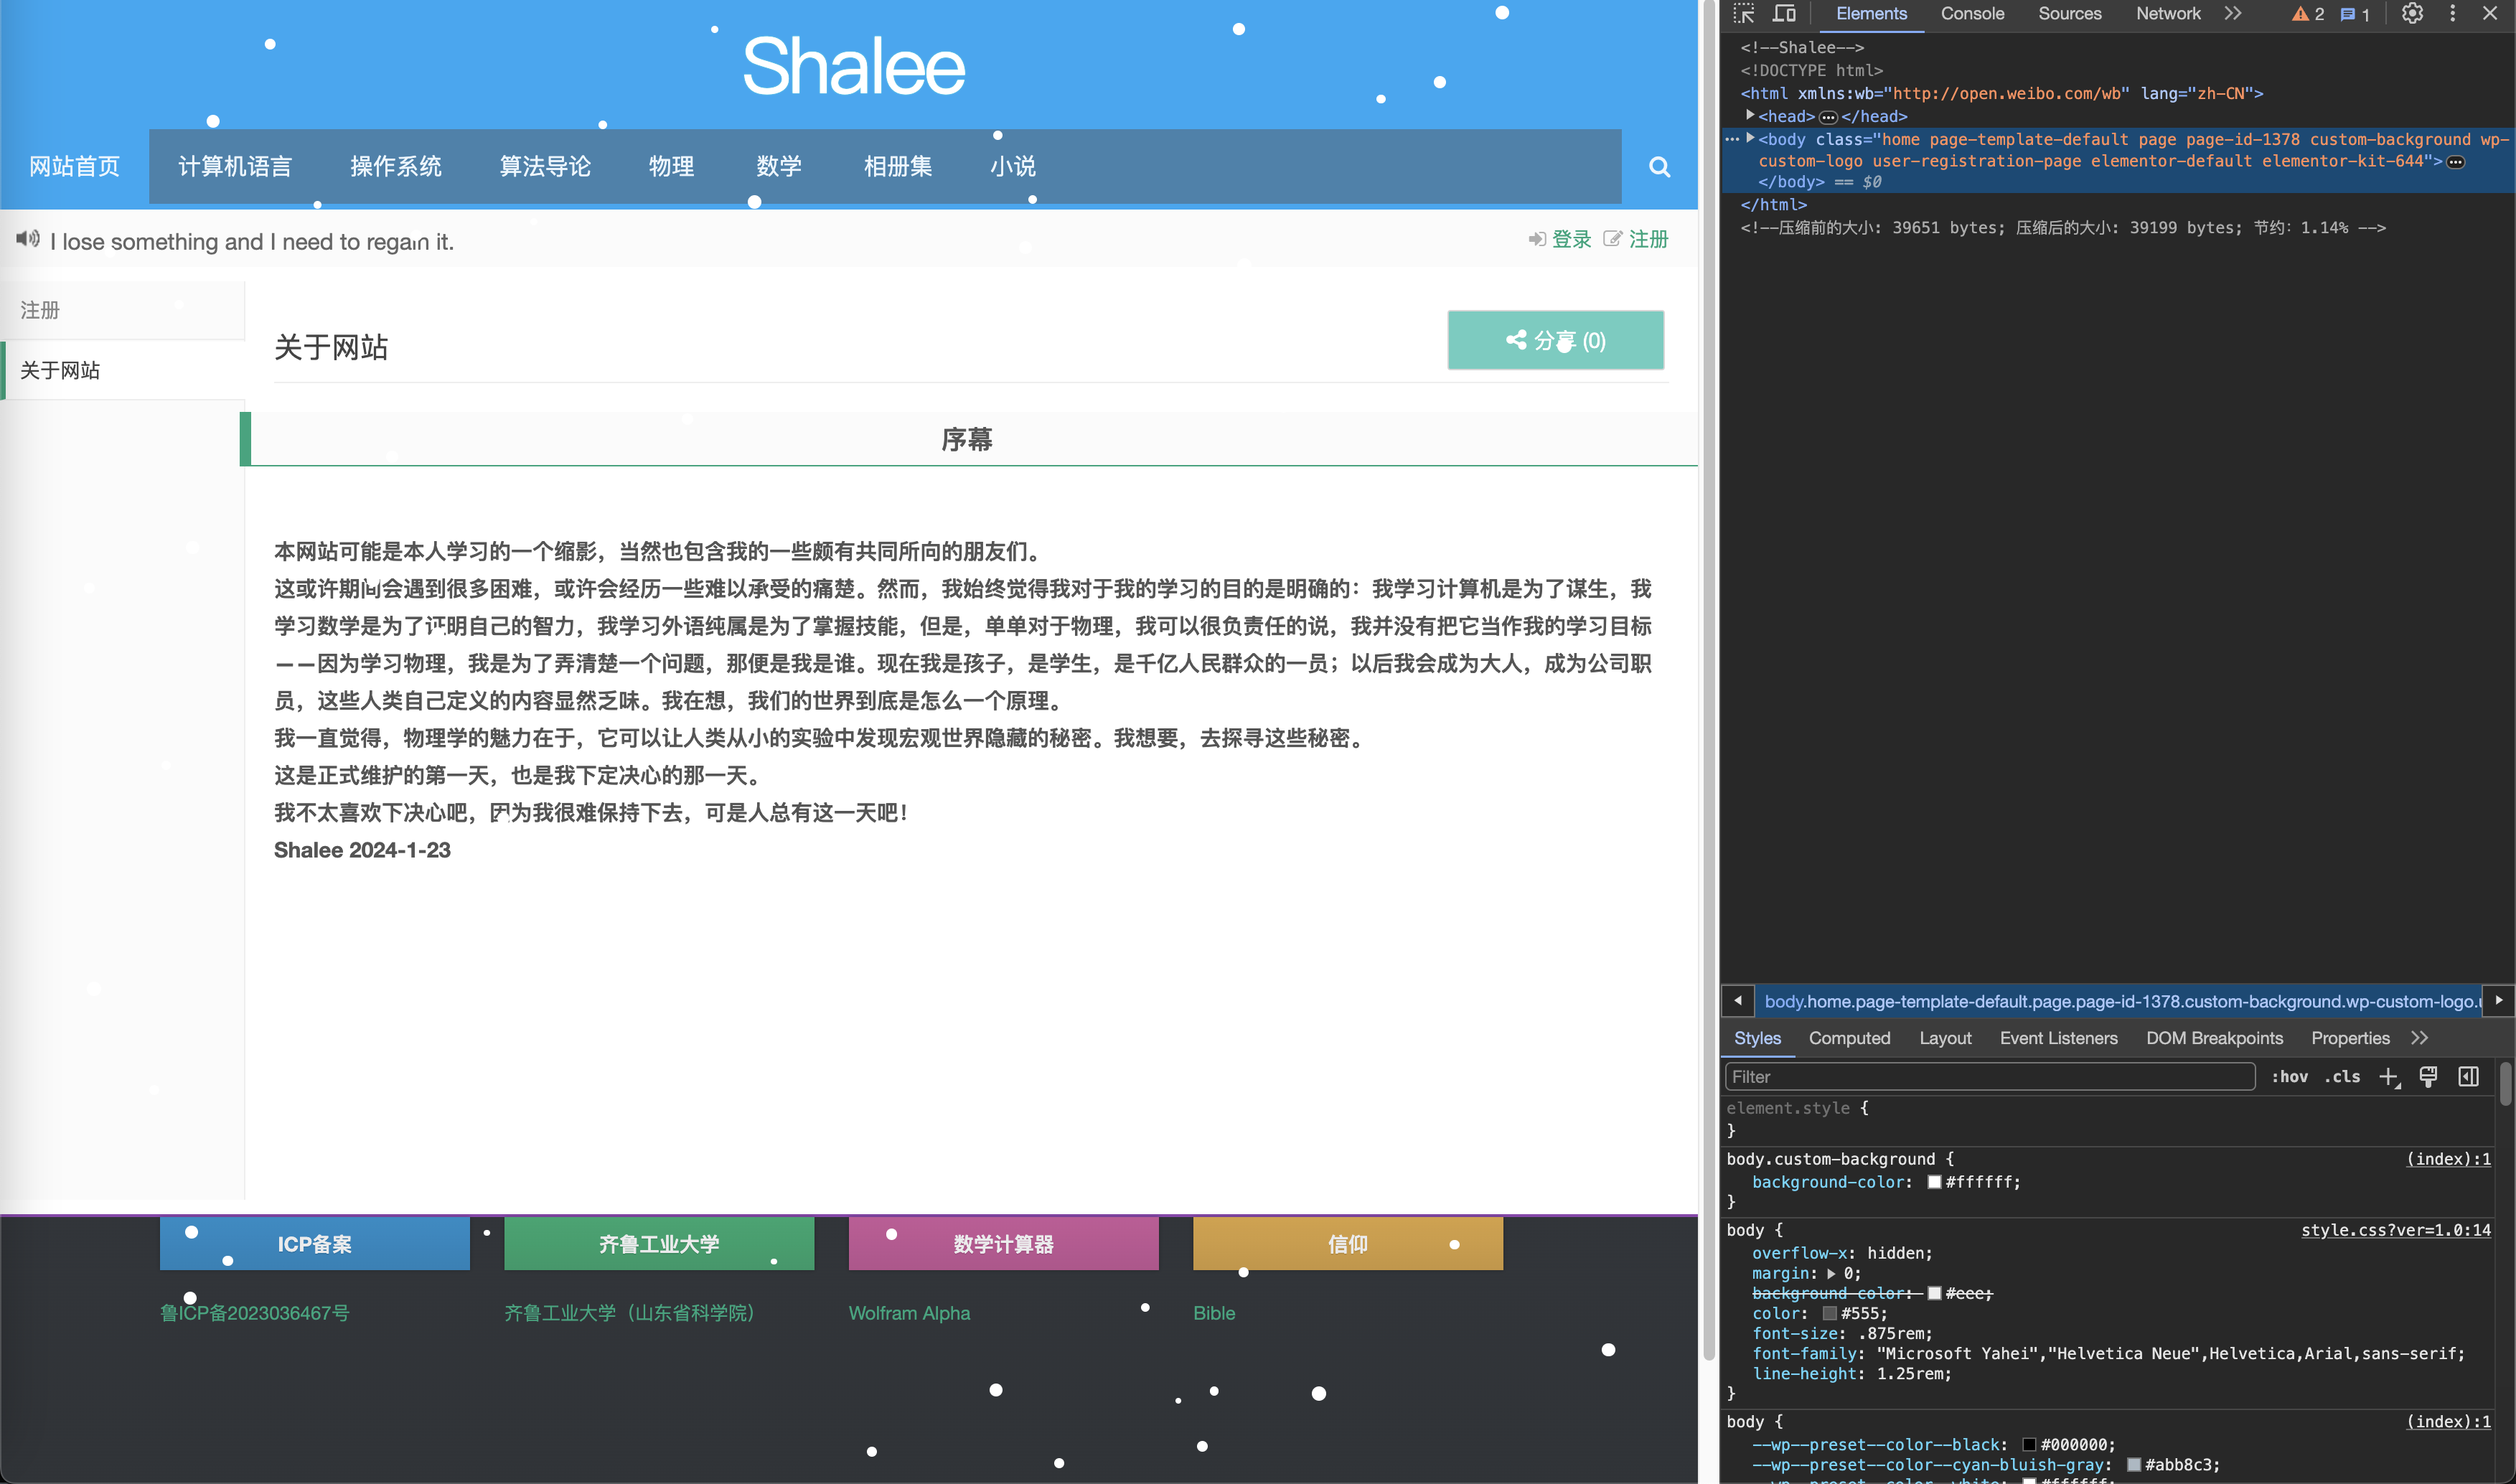 Shalee
网站首页 计算机语言 操作系统 算法导论 物理 数学 相册集 小说
I lose something and I need to regain it.
登录 注册
注册
关于网站
关于网站
分享 (0)
序幕
本网站可能是本人学习的一个缩影，当然也包含我的一些颇有共同所向的朋友们。
这或许期间会遇到很多困难，或许会经历一些难以承受的痛楚。然而，我始终觉得我对于我的学习的目的是明确的：我学习计算机是为了谋生，我
学习数学是为了证明自己的智力，我学习外语纯属是为了掌握技能，但是，单单对于物理，我可以很负责任的说，我并没有把它当作我的学习目标
——因为学习物理，我是为了弄清楚一个问题，那便是我是谁。现在我是孩子，是学生，是千亿人民群众的一员；以后我会成为大人，成为公司职
员，这些人类自己定义的内容显然乏味。我在想，我们的世界到底是怎么一个原理。
我一直觉得，物理学的魅力在于，它可以让人类从小的实验中发现宏观世界隐藏的秘密。我想要，去探寻这些秘密。
这是正式维护的第一天，也是我下定决心的那一天。
我不太喜欢下决心吧，因为我很难保持下去，可是人总有这一天吧！
Shalee 2024-1-23
ICP备案 齐鲁工业大学 数学计算器 信仰
鲁ICP备2023036467号 齐鲁工业大学（山东省科学院） Wolfram Alpha Bible
Elements Console Sources Network 2 1
<!--Shalee-->
<!DOCTYPE html>
<html xmlns:wb="http://open.weibo.com/wb" lang="zh-CN">
<head>…</head>
<body class="home page-template-default page page-id-1378 custom-background wp-
custom-logo user-registration-page elementor-default elementor-kit-644">…
</body> == $0
</html>
<!--压缩前的大小: 39651 bytes; 压缩后的大小: 39199 bytes; 节约：1.14% -->
body.home.page-template-default.page.page-id-1378.custom-background.wp-custom-logo.
Styles Computed Layout Event Listeners DOM Breakpoints Properties
Filter :hov .cls
element.style {
}
body.custom-background { (index):1
background-color: #ffffff;
}
body { style.css?ver=1.0:14
overflow-x: hidden;
margin: 0;
background-color: #eee;
color: #555;
font-size: .875rem;
font-family: "Microsoft Yahei","Helvetica Neue",Helvetica,Arial,sans-serif;
line-height: 1.25rem;
}
body { (index):1
--wp--preset--color--black: #000000;
--wp--preset--color--cyan-bluish-gray: #abb8c3;